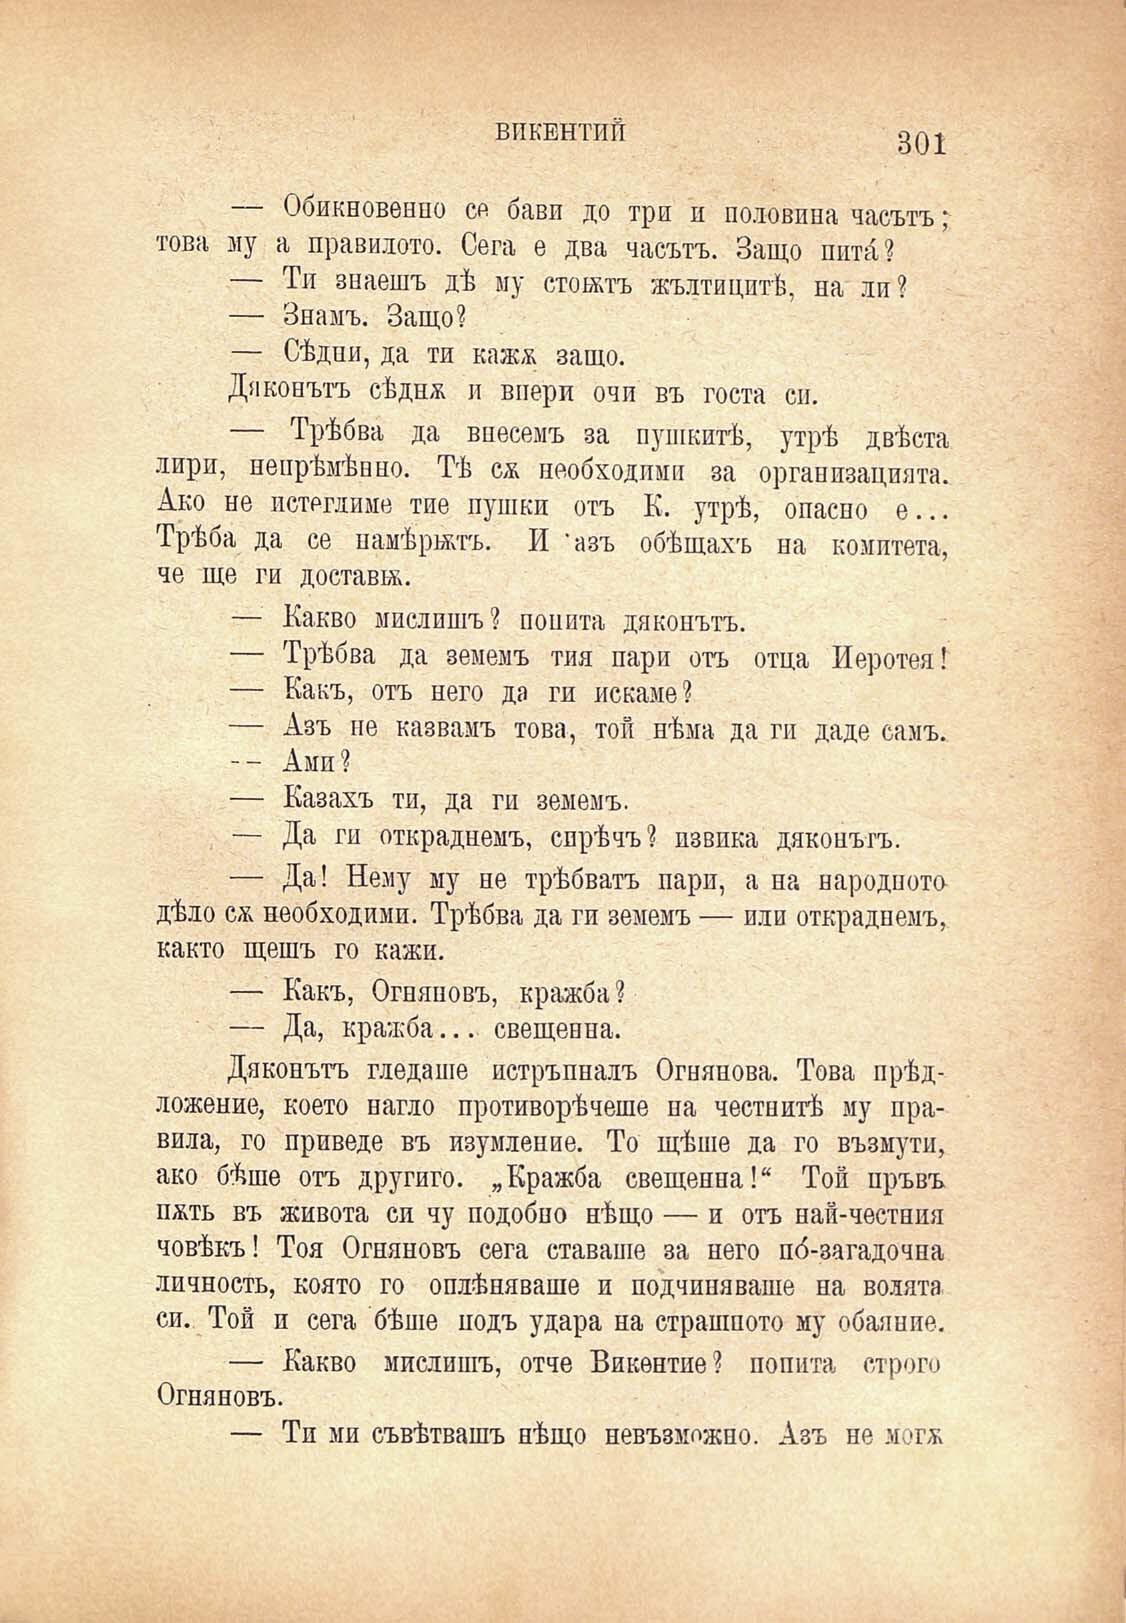 ВИКЕНТИЙ
301
— Обикновенно се бави до три и половина часътъ;
това му а правилото. Сега е два часътъ. Защо пита́?
— Ти знаешъ дѣ му стоѭтъ жълтицитѣ, на ли?
— Знамъ. Защо?
— Сѣдни, да ти кажѫ защо.
Дяконътъ сѣднѫ и впери очи въ госта си.
— Трѣбва да внесемъ за пушкитѣ, утрѣ двѣста
лири, непрѣмѣнно. Тѣ сѫ необходими за организацията.
Ако не истеглиме тие пушки отъ К. утрѣ, опасно е...
Трѣба да се намѣрѭтъ. И азъ обѣщахъ на комитета,
че ще ги доставѭ.
— Какво мислишъ? попита дяконътъ.
— Трѣбва да земемъ тия пари отъ отца Иеротея!
— Какъ, отъ него да ги искаме?
— Азъ не казвамъ това, той нѣма да ги даде самъ.
-- Ами?
— Казахъ ти, да ги земемъ.
— Да ги откраднемъ, сирѣчъ? извика дяконътъ.
— Да! Нему му не трѣбватъ пари, а на народното
дѣло сѫ необходими. Трѣбва да ги земемъ — или откраднемъ,
както щешъ го кажи.
— Какъ, Огняновъ, кражба?
— Да, кражба... свещенна.
Дяконътъ гледаше истръпналъ Огнянова. Това прѣд-
ложение, което нагло противорѣчеше на честнитѣ му пра-
вила, го приведе въ изумление. То щѣше да го възмути,
ако бѣше отъ другиго. „Кражба свещенна!“ Той пръвъ
пѫть въ живота си чу подобно нѣщо — и отъ най-честния
човѣкъ! Тоя Огняновъ сега ставаше за него по́-загадочна
личность, която го оплѣняваше и подчиняваше на волята
си. Той и сега бѣше подъ удара на страшното му обаяние.
— Какво мислишъ, отче Викентие? попита строго
Огняновъ.
— Ти ми съвѣтвашъ нѣщо невъзможно. Азъ не могѫ